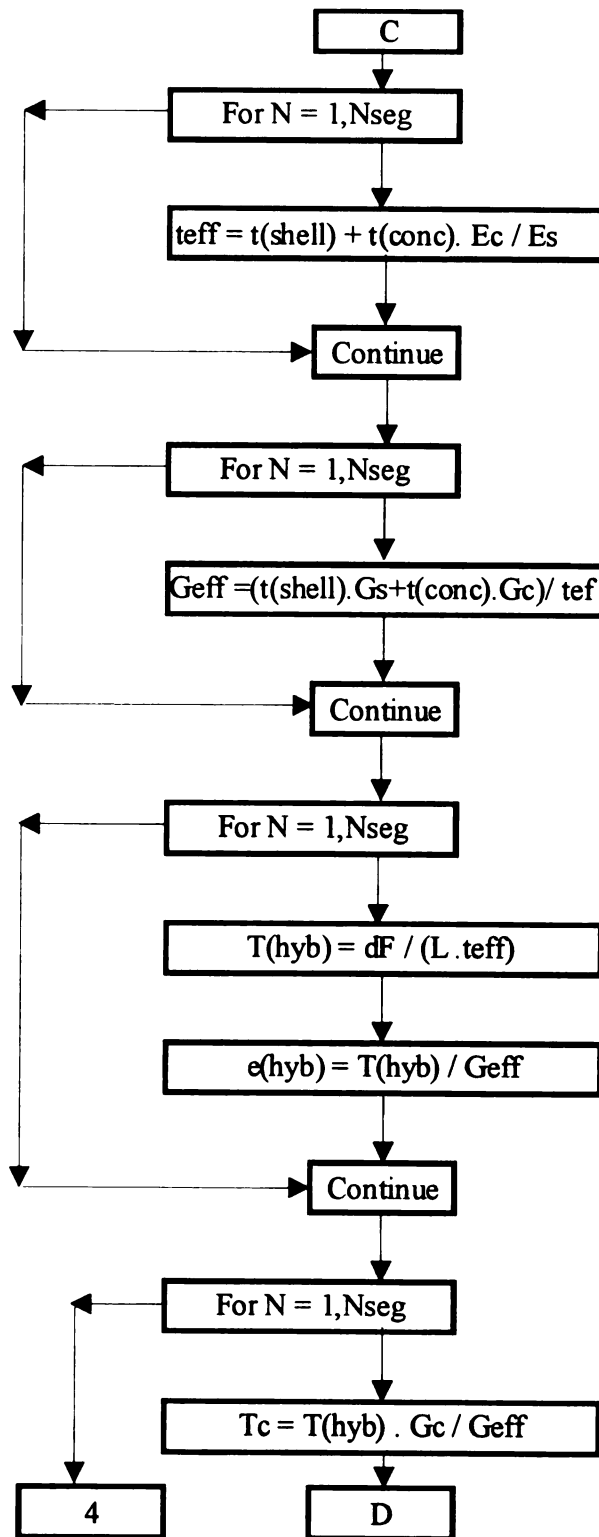 C
For N = 1,Nseg
teff = t(shell) + t(conc). Ec / Es
Continue
For N = 1,Nseg
Geff =(t(shell).Gs+t(conc).Gc)/ tef
Continue
For N = 1,Nseg
T(hyb) = dF / (L .teff)
e(hyb) = T(hyb) / Geff
Continue
For N = 1,Nseg
Tc = T(hyb) . Gc / Geff
4
D